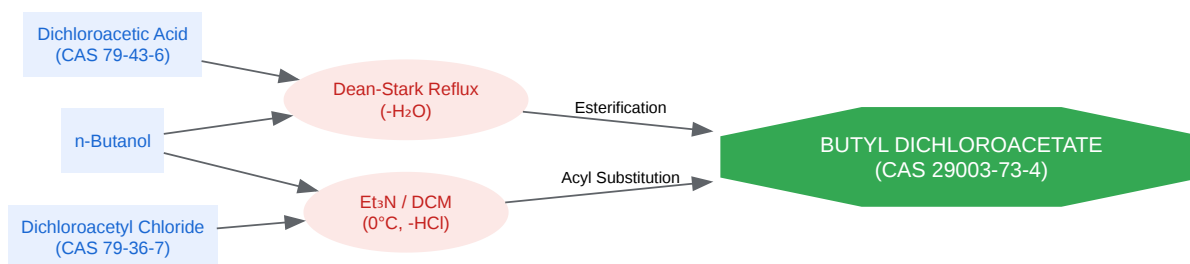 Dichloroacetic Acid
(CAS 79-43-6)
n-Butanol
Dichloroacetyl Chloride
(CAS 79-36-7)
Dean-Stark Reflux
(-H₂O)
Et₃N / DCM
(0°C, -HCl)
Esterification
Acyl Substitution
BUTYL DICHLOROACETATE
(CAS 29003-73-4)